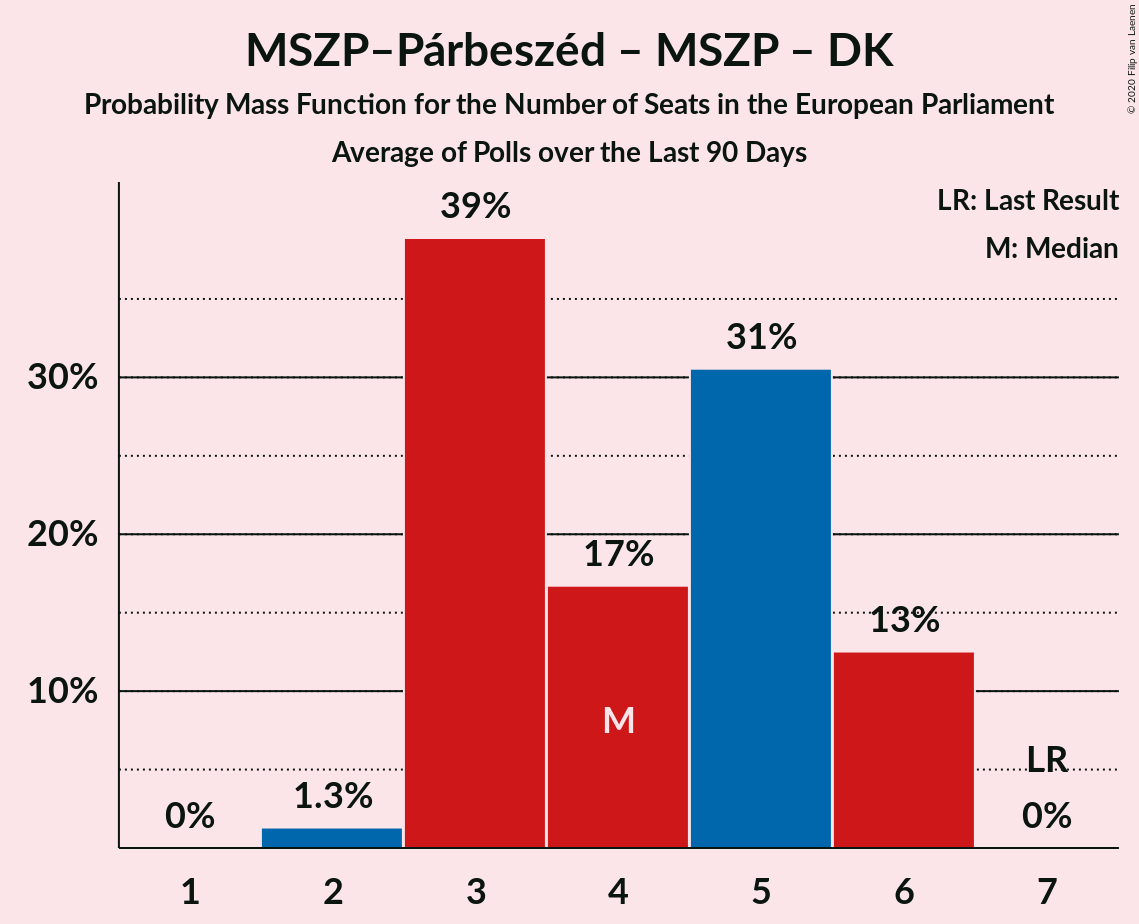 MSZP–Párbeszéd – MSZP – DK
Probability Mass Function for the Number of Seats in the European Parliament
Average of Polls over the Last 90 Days
© 2020 Filip van Laenen
LR: Last Result
M: Median
39%
31%
30%
20%
17%
13%
10%
M
LR
1.3%
0%
0%
1 2 3 4 5 6 7